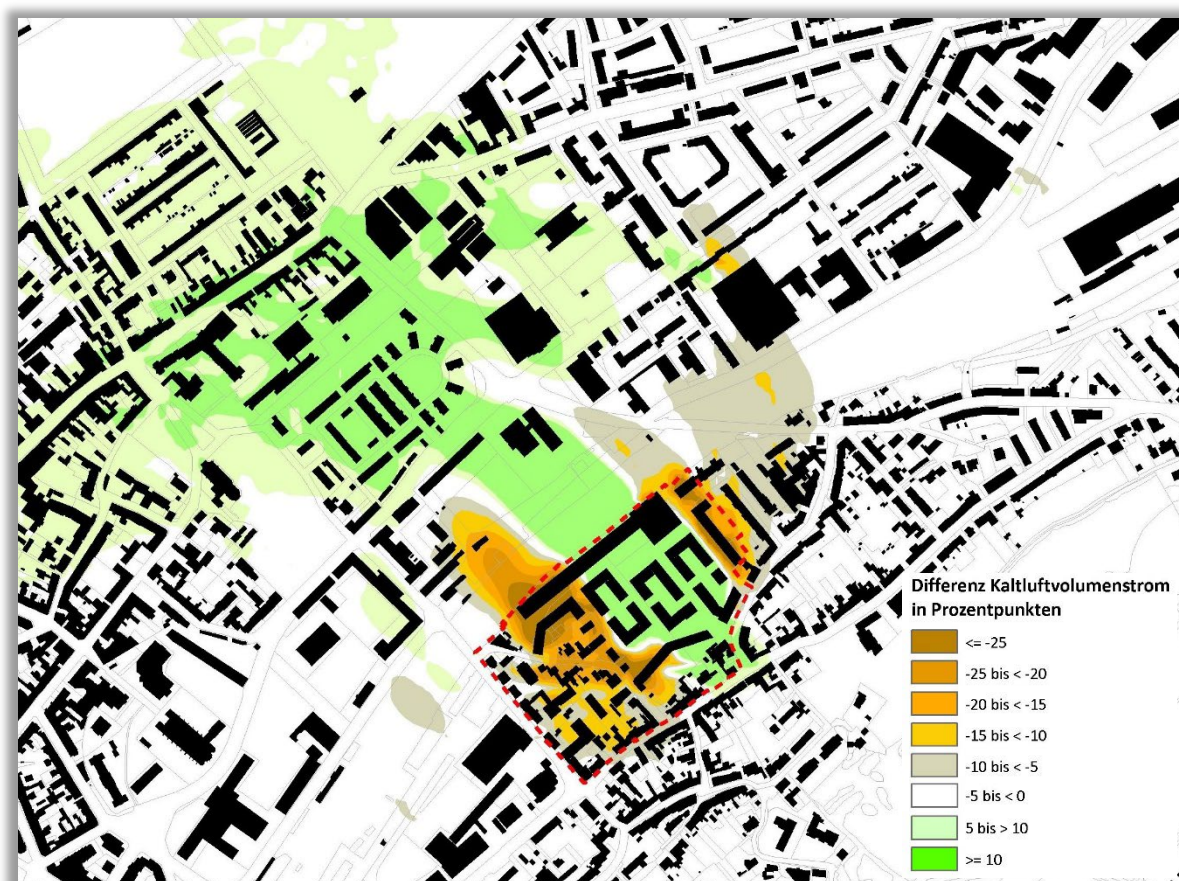 Differenz Kaltluftvolumenstrom
in Prozentpunkten
<= -25
-25 bis < -20
-20 bis < -15
-15 bis < -10
-10 bis < -5
-5 bis < 0
5 bis > 10
>= 10